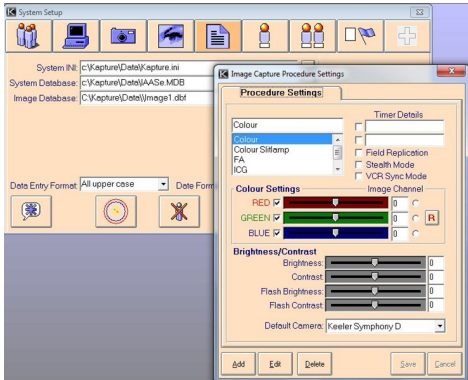 System Setup
System INI: c:\Kapture\Data\Kapture.ini
System Database: c:\Kapture\Data\IAASe.MDB
Image Database: C:\Kapture\Data\\Image1.dbf
Data Entry Format: All upper case
Date Form
Image Capture Procedure Settings
Procedure Settings
Timer Details
Colour
Colour
Colour Slitlamp
FA
ICG
Field Replication
Stealth Mode
VCR Sync Mode
Colour Settings
Image Channel
RED 0
GREEN 0 R
BLUE 0
Brightness/Contrast
Brightness: 0
Contrast: 0
Flash Brightness: 0
Flash Contrast: 0
Default Camera: Keeler Symphony D
Add Edit Delete Save Cancel